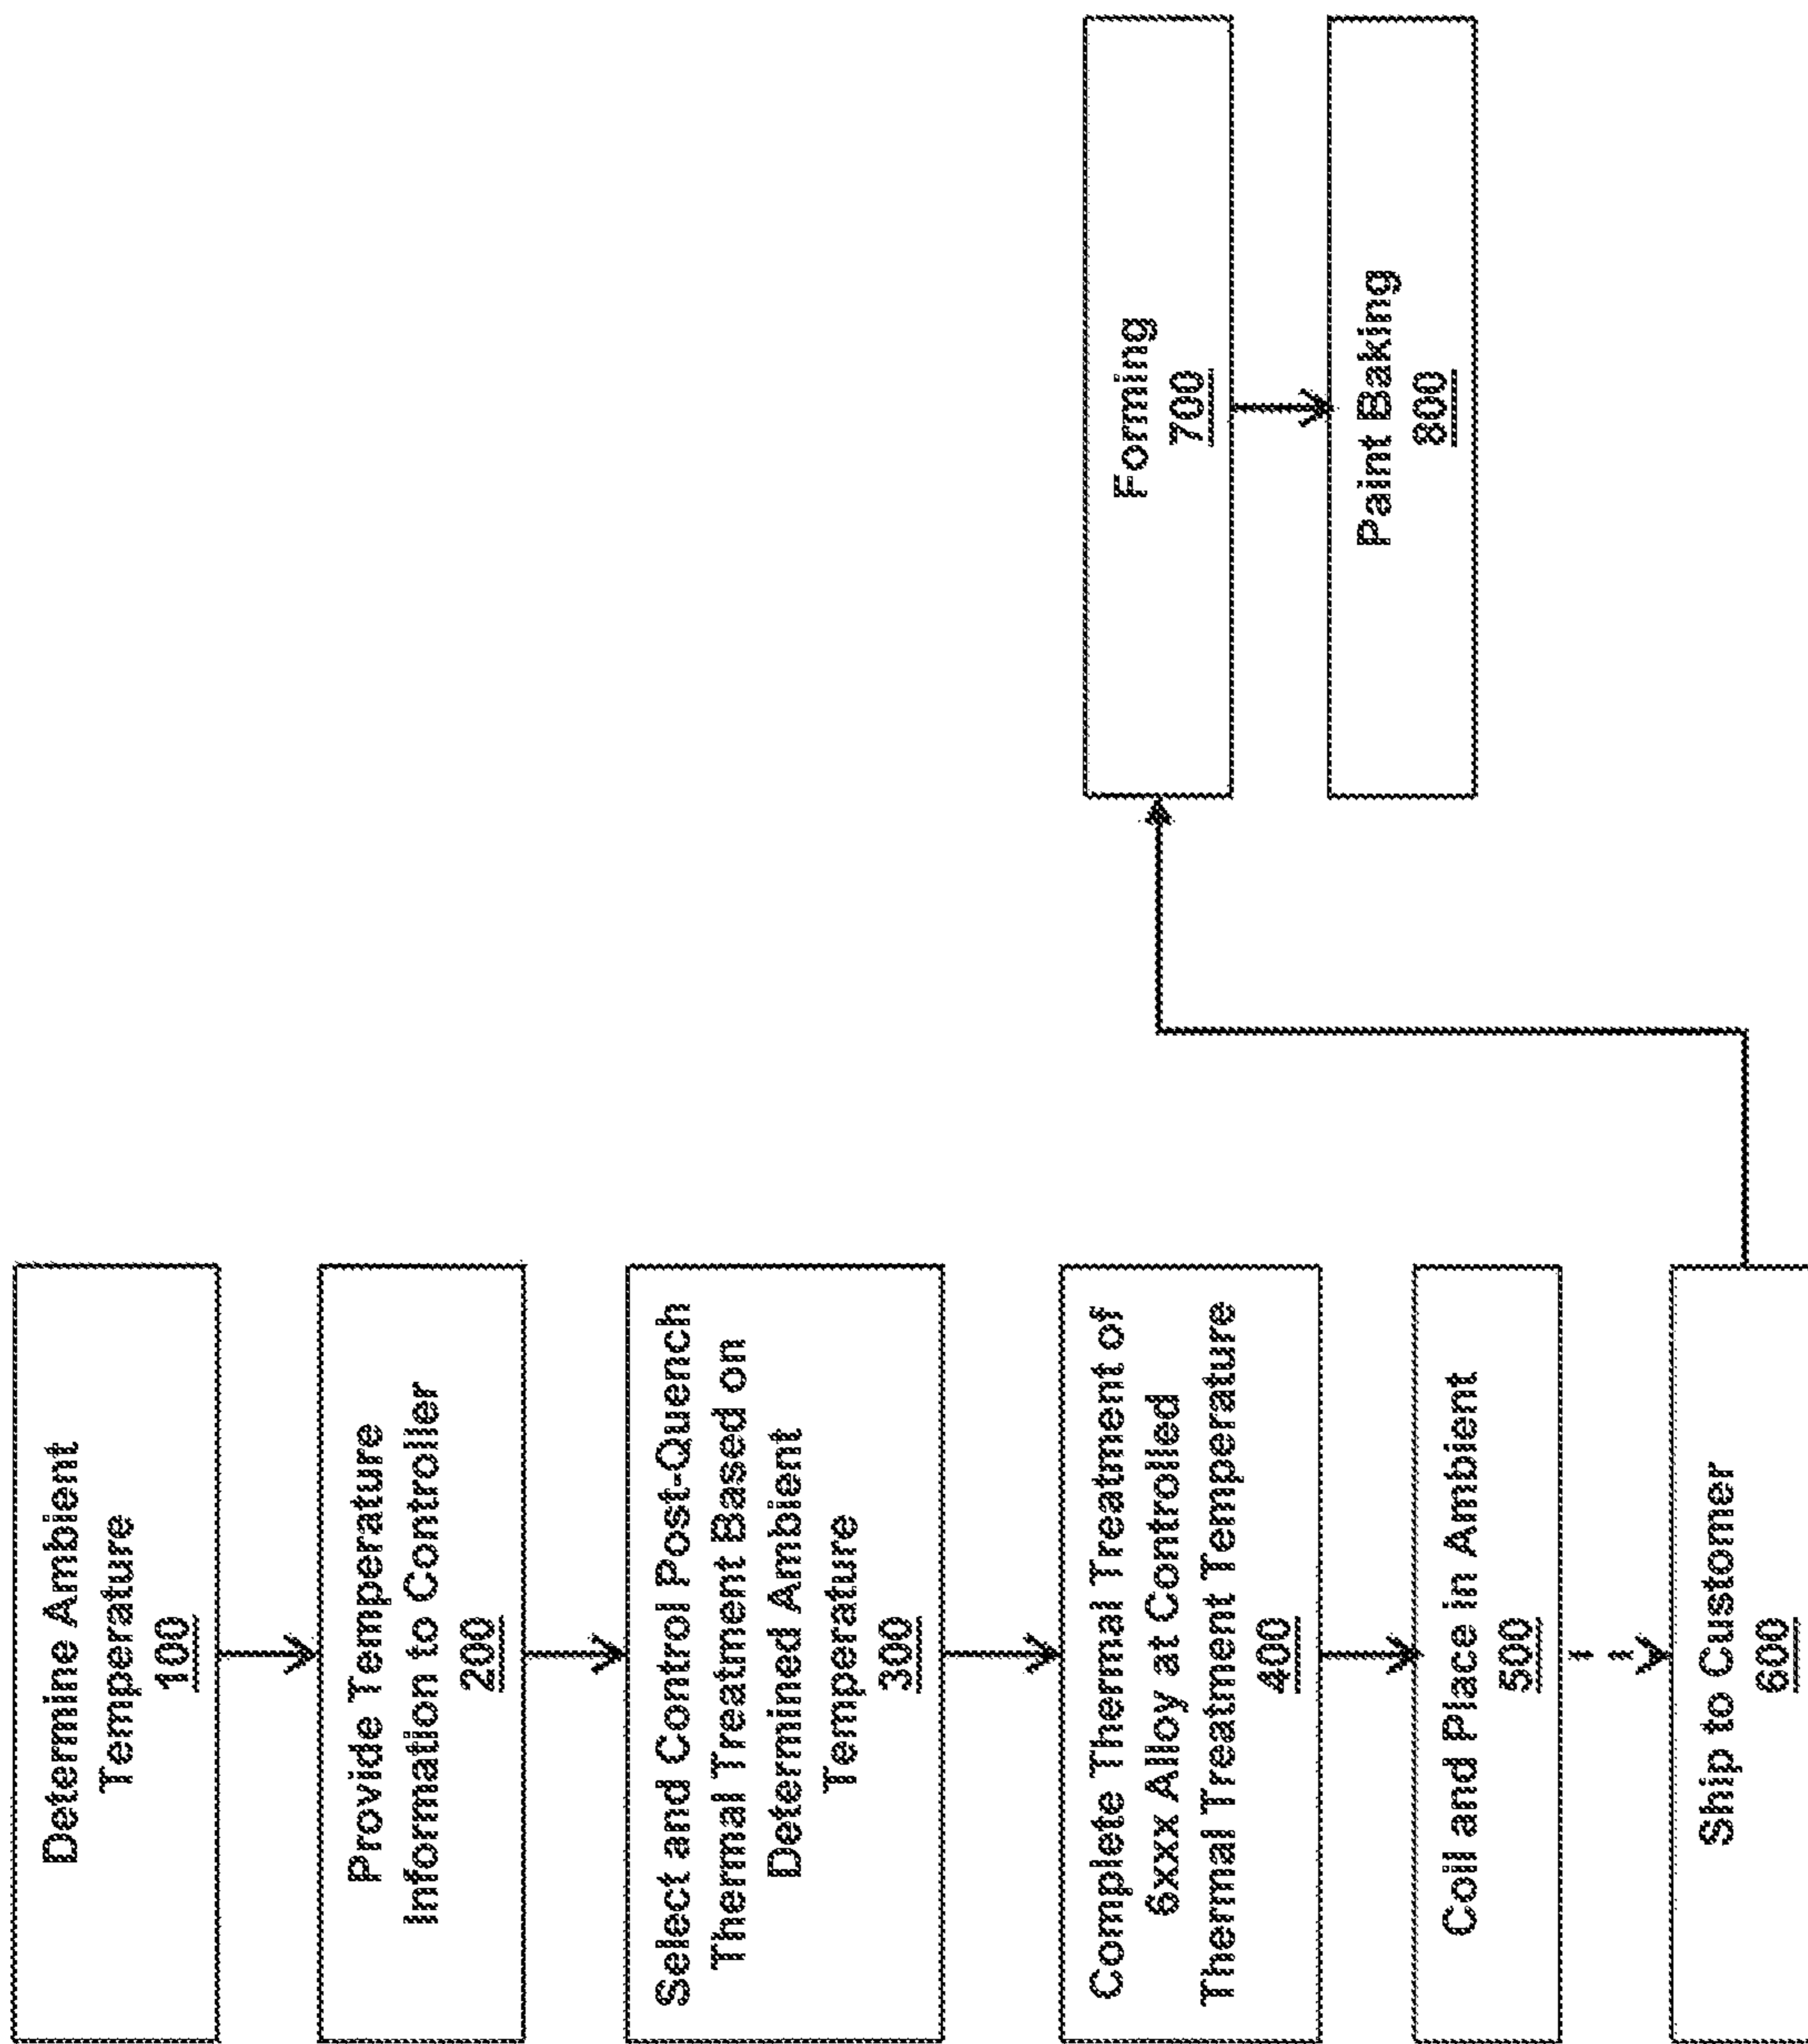 Determine Ambient
Temperature
100
Provide Temperature
Information to Controller
200
Select and Control Post-Quench
Thermal Treatment Based on
Determined Ambient
Temperature
300
Complete Thermal Treatment of
6xxx Alloy at Controlled
Thermal Treatment Temperature
400
Coil and Place in Ambient
500
Ship to Customer
600
Forming
700
Paint Baking
800